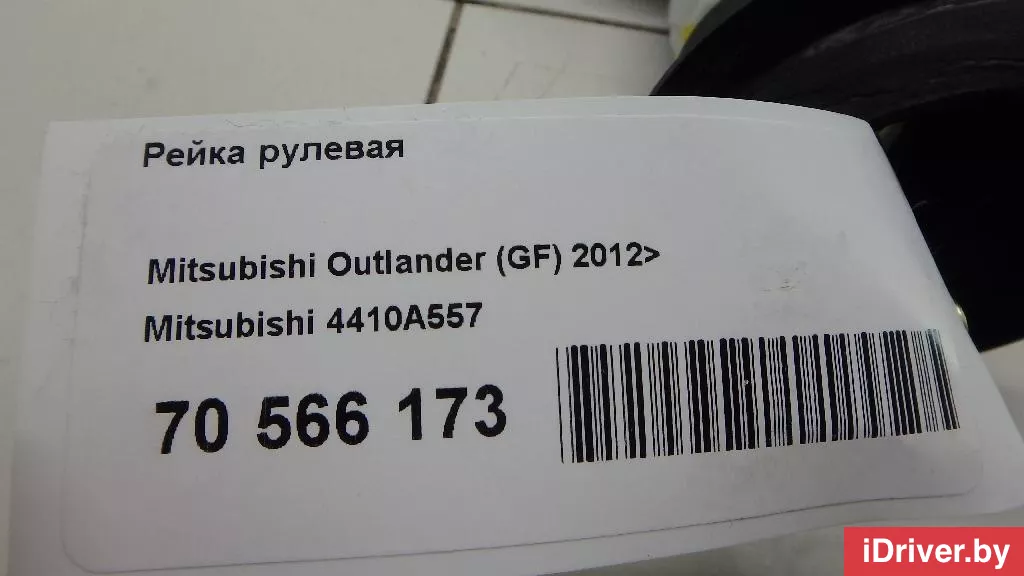 Рейка рулевая
Mitsubishi Outlander (GF) 2012>
Mitsubishi 4410A557
70 566 173
iDriver.by